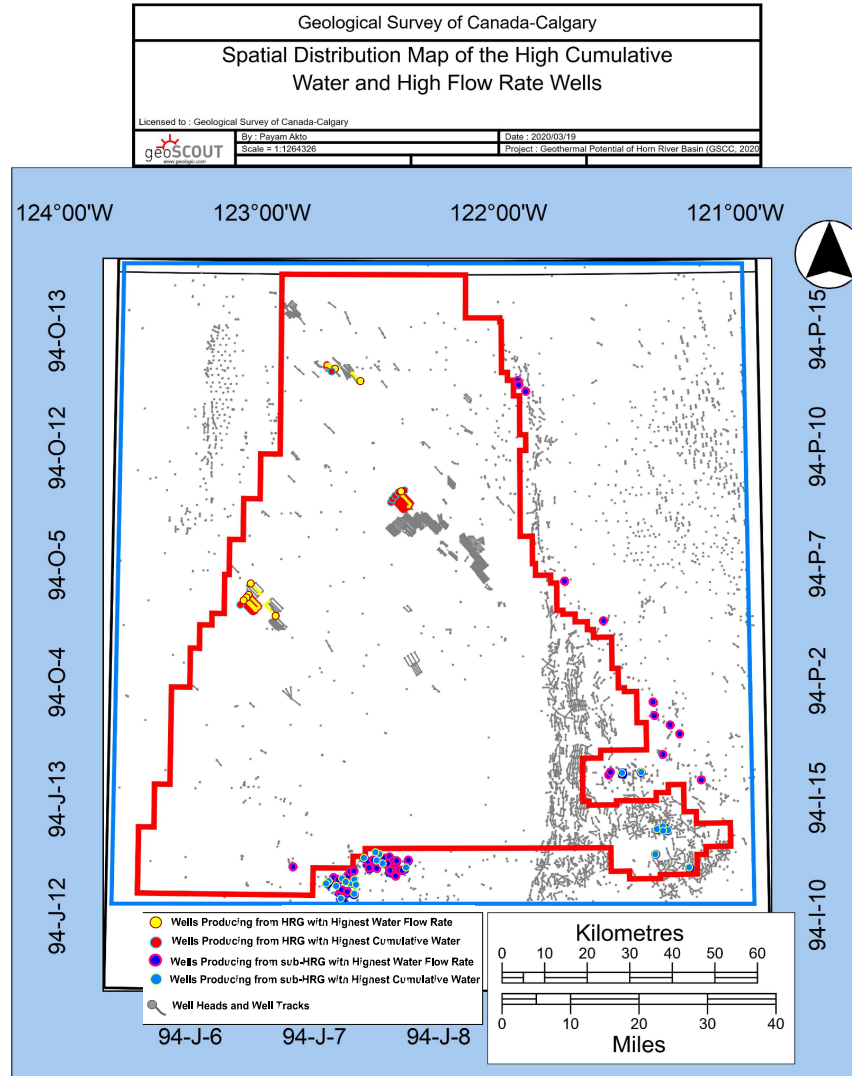 Geological Survey of Canada-Calgary
Spatial Distribution Map of the High Cumulative
Water and High Flow Rate Wells
Licensed to : Geological Survey of Canada-Calgary
geoSCOUT
www.geologic.com
By : Payam Akto
Date : 2020/03/19
Scale = 1:1264326
Project : Geothermal Potential of Horn River Basin (GSCC, 2020
124°00'W 123°00'W 122°00'W 121°00'W
94-O-13
94-O-12
94-O-5
94-O-4
94-J-13
94-J-12
94-P-15
94-P-10
94-P-7
94-P-2
94-I-15
94-I-10
Wells Producing from HRG with Highest Water Flow Rate
Wells Producing from HRG with Highest Cumulative Water
Wells Producing from sub-HRG with Highest Water Flow Rate
Wells Producing from sub-HRG with Highest Cumulative Water
Well Heads and Well Tracks
Kilometres
0 10 20 30 40 50 60
0 10 20 30 40
Miles
94-J-6 94-J-7 94-J-8